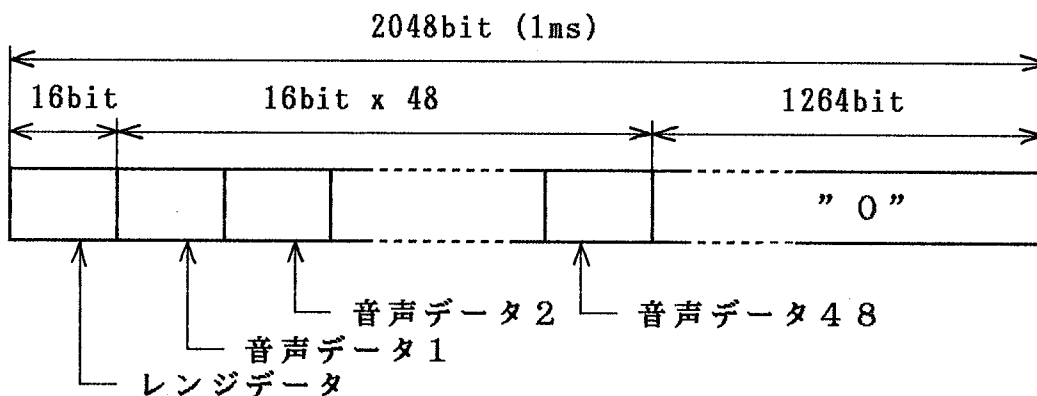 2048bit (1ms)
16bit
16bit x 48
1264bit
”0”
音声データ2
音声データ48
音声データ1
レンジデータ